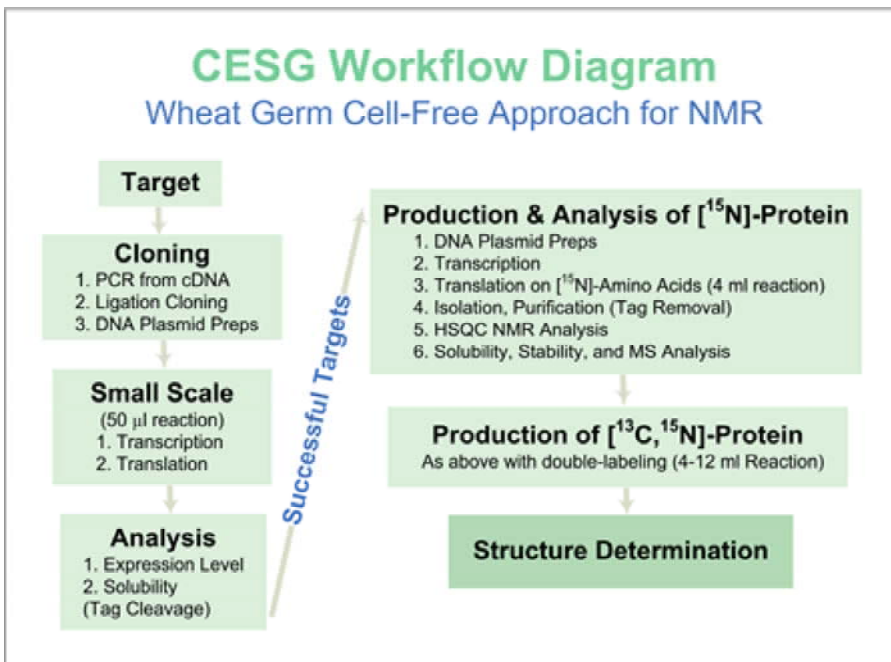 CESG Workflow Diagram
Wheat Germ Cell-Free Approach for NMR
Target
Cloning
1. PCR from cDNA
2. Ligation Cloning
3. DNA Plasmid Preps
Small Scale
(50 μl reaction)
1. Transcription
2. Translation
Analysis
1. Expression Level
2. Solubility
(Tag Cleavage)
Successful Targets
Production & Analysis of [¹⁵N]-Protein
1. DNA Plasmid Preps
2. Transcription
3. Translation on [¹⁵N]-Amino Acids (4 ml reaction)
4. Isolation, Purification (Tag Removal)
5. HSQC NMR Analysis
6. Solubility, Stability, and MS Analysis
Production of [¹³C,¹⁵N]-Protein
As above with double-labeling (4-12 ml Reaction)
Structure Determination